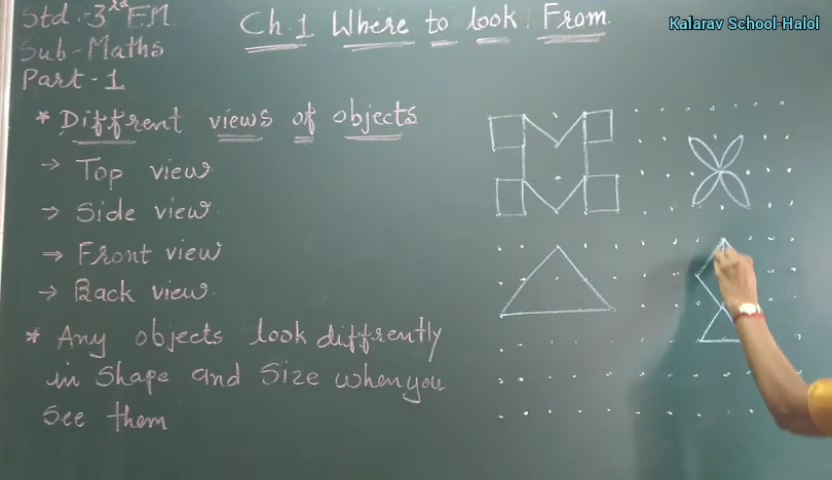 Std :- 3rd E.M.
Sub - Maths
Part - 1
Ch. 1 Where to look From
Kalarav School-Halol
* Different views of objects
→ Top view
→ Side view
→ Front view
→ Back view
* Any objects look diffrently
in shape and size when you
see them